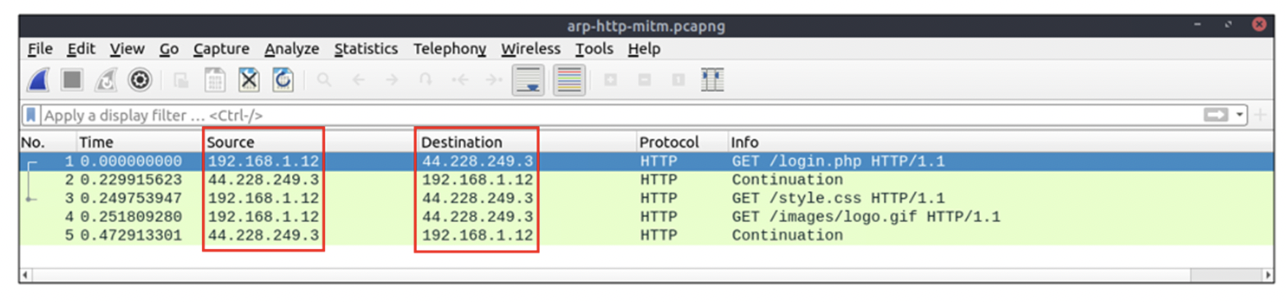 arp-http-mitm.pcapng
File Edit View Go Capture Analyze Statistics Telephony Wireless Tools Help
Apply a display filter ... <Ctrl-/>
No. Time Source Destination Protocol Info
1 0.000000000 192.168.1.12 44.228.249.3 HTTP GET /login.php HTTP/1.1
2 0.229915623 44.228.249.3 192.168.1.12 HTTP Continuation
3 0.249753947 192.168.1.12 44.228.249.3 HTTP GET /style.css HTTP/1.1
4 0.251809280 192.168.1.12 44.228.249.3 HTTP GET /images/logo.gif HTTP/1.1
5 0.472913301 44.228.249.3 192.168.1.12 HTTP Continuation